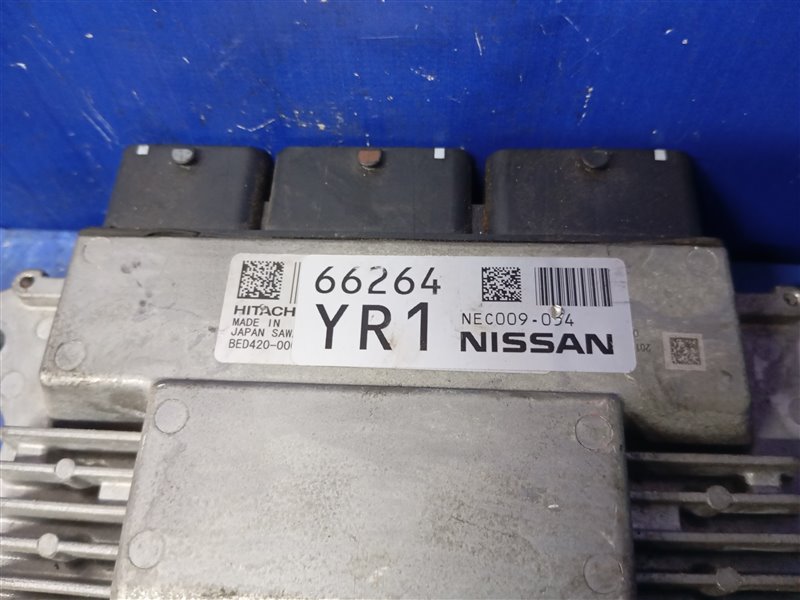 66264
YR1
NEC009-054
NISSAN
HITACH
MADE IN
JAPAN SAW
BED420-00